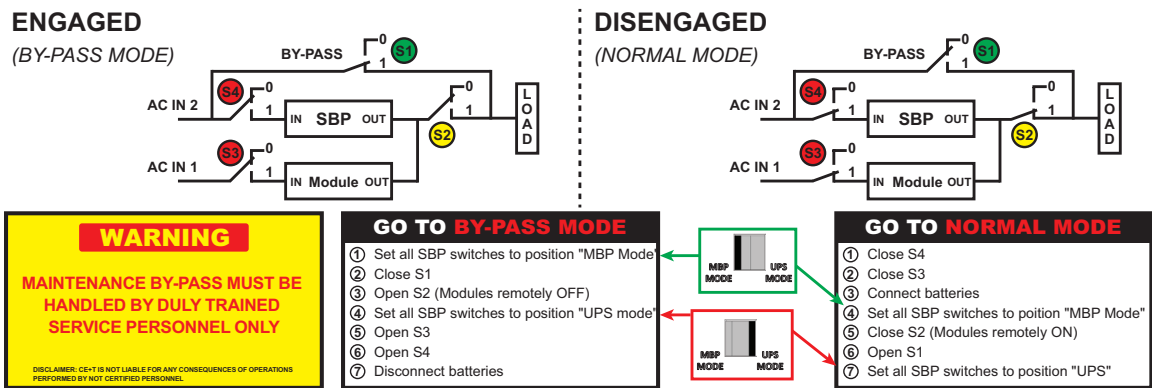 ENGAGED
(BY-PASS MODE)
BY-PASS
0
S1
1
S4
0
AC IN 2
1
IN SBP OUT
0
1
S2
LOAD
S3
0
AC IN 1
1
IN Module OUT
DISENGAGED
(NORMAL MODE)
BY-PASS
0
S1
1
S4
0
AC IN 2
1
IN SBP OUT
0
1
S2
LOAD
S3
0
AC IN 1
1
IN Module OUT
WARNING
MAINTENANCE BY-PASS MUST BE
HANDLED BY DULY TRAINED
SERVICE PERSONNEL ONLY
DISCLAIMER: CE+T IS NOT LIABLE FOR ANY CONSEQUENCES OF OPERATIONS
PERFORMED BY NOT CERTIFIED PERSONNEL
GO TO BY-PASS MODE
1 Set all SBP switches to position "MBP Mode"
2 Close S1
3 Open S2 (Modules remotely OFF)
4 Set all SBP switches to position "UPS mode"
5 Open S3
6 Open S4
7 Disconnect batteries
MBP MODE
UPS MODE
MBP MODE
UPS MODE
GO TO NORMAL MODE
1 Close S4
2 Close S3
3 Connect batteries
4 Set all SBP switches to poition "MBP Mode"
5 Close S2 (Modules remotely ON)
6 Open S1
7 Set all SBP switches to position "UPS"